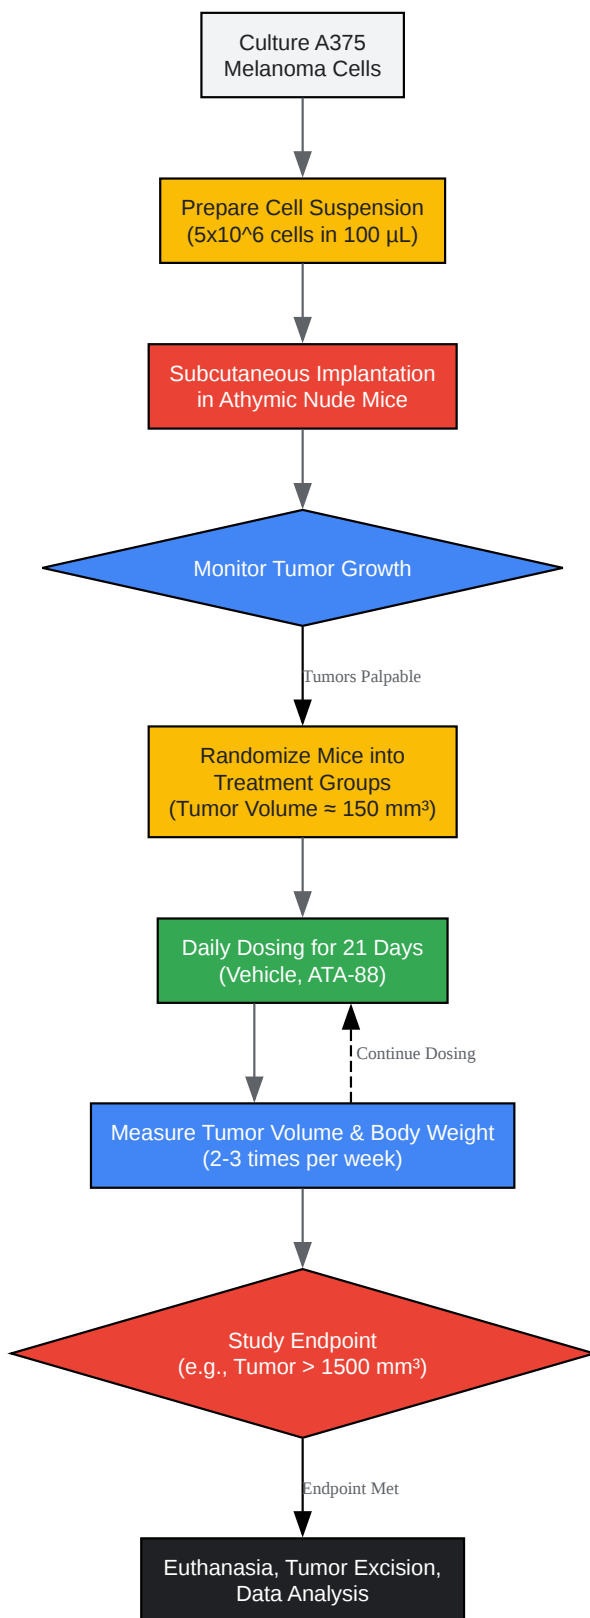 Culture A375
Melanoma Cells
Prepare Cell Suspension
(5x10^6 cells in 100 µL)
Subcutaneous Implantation
in Athymic Nude Mice
Monitor Tumor Growth
Tumors Palpable
Randomize Mice into
Treatment Groups
(Tumor Volume ≈ 150 mm³)
Daily Dosing for 21 Days
(Vehicle, ATA-88)
Continue Dosing
Measure Tumor Volume & Body Weight
(2-3 times per week)
Study Endpoint
(e.g., Tumor > 1500 mm³)
Endpoint Met
Euthanasia, Tumor Excision,
Data Analysis